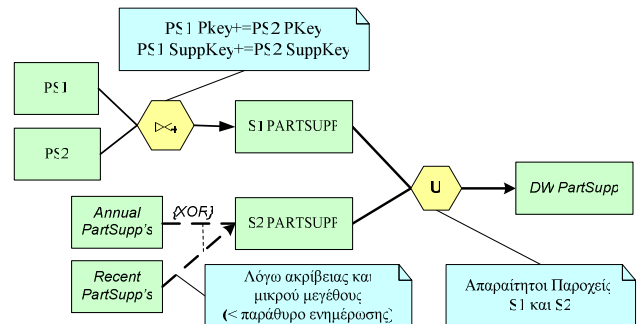 PS1 Pkey+=PS2 PKey
PS1 SuppKey+=PS2 SuppKey
PS1
PS2
S1 PARTSUPP
U
DW PartSupp
Annual
PartSupp's
{XOR}
S2 PARTSUPP
Recent
PartSupp's
Λόγω ακρίβειας και
μικρού μεγέθους
(< παράθυρο ενημέρωσης)
Απαραίτητοι Παροχείς
S1 και S2